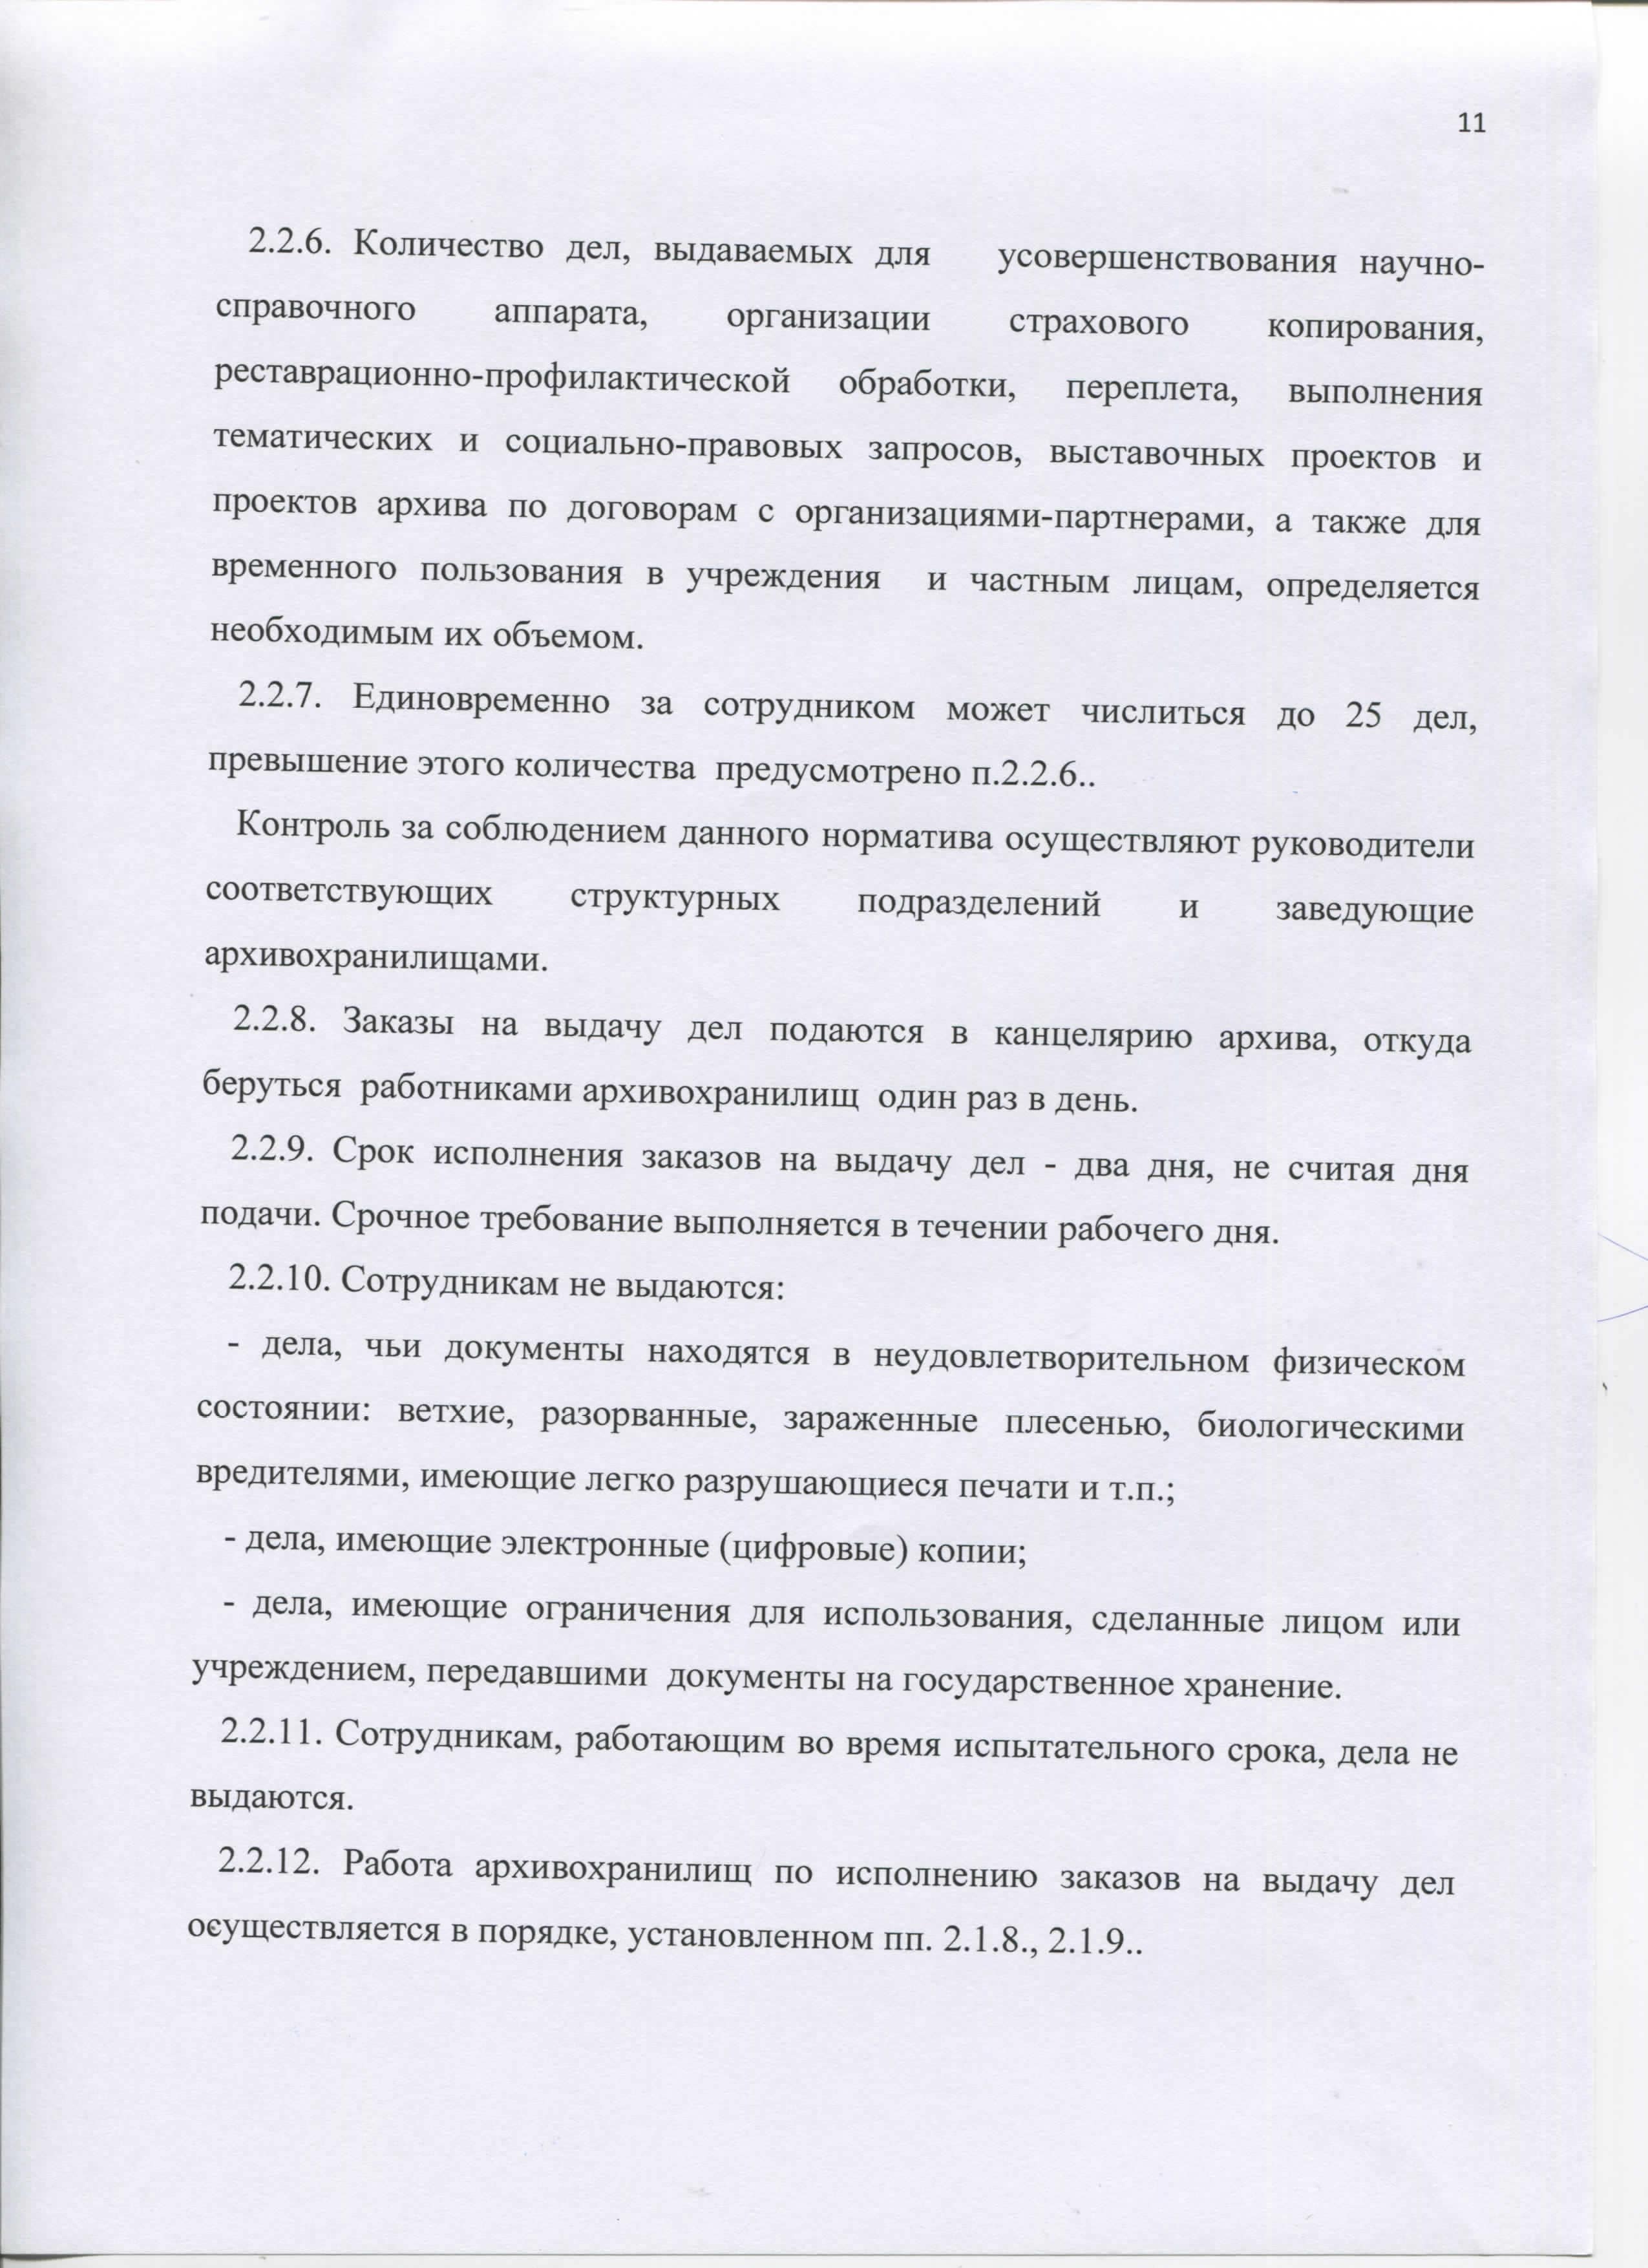 11
2.2.6. Количество дел, выдаваемых для усовершенствования научно-
справочного аппарата, организации страхового копирования,
реставрационно-профилактической обработки, переплета, выполнения
тематических и социально-правовых запросов, выставочных проектов и
проектов архива по договорам с организациями-партнерами, а также для
временного пользования в учреждения и частным лицам, определяется
необходимым их объемом.
2.2.7. Единовременно за сотрудником может числиться до 25 дел,
превышение этого количества предусмотрено п.2.2.6..
Контроль за соблюдением данного норматива осуществляют руководители
соответствующих структурных подразделений и заведующие
архивохранилищами.
2.2.8. Заказы на выдачу дел подаются в канцелярию архива, откуда
беруться работниками архивохранилищ один раз в день.
2.2.9. Срок исполнения заказов на выдачу дел - два дня, не считая дня
подачи. Срочное требование выполняется в течении рабочего дня.
2.2.10. Сотрудникам не выдаются:
- дела, чьи документы находятся в неудовлетворительном физическом
состоянии: ветхие, разорванные, зараженные плесенью, биологическими
вредителями, имеющие легко разрушающиеся печати и т.п.;
- дела, имеющие электронные (цифровые) копии;
- дела, имеющие ограничения для использования, сделанные лицом или
учреждением, передавшими документы на государственное хранение.
2.2.11. Сотрудникам, работающим во время испытательного срока, дела не
выдаются.
2.2.12. Работа архивохранилищ по исполнению заказов на выдачу дел
осуществляется в порядке, установленном пп. 2.1.8., 2.1.9..